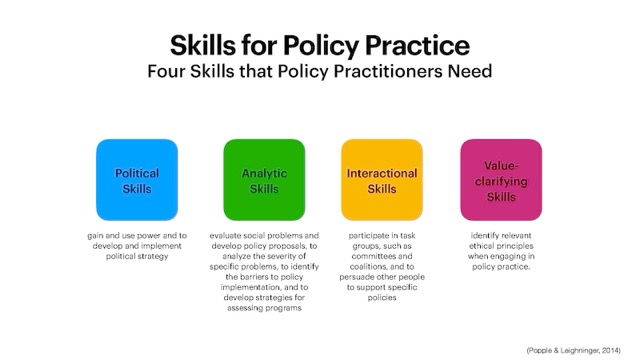 Skills for Policy Practice
Four Skills that Policy Practitioners Need
Political
Skills
gain and use power and to
develop and implement
political strategy
Analytic
Skills
evaluate social problems and
develop policy proposals, to
analyze the severity of
specific problems, to identify
the barriers to policy
implementation, and to
develop strategies for
assessing programs
Interactional
Skills
participate in task
groups, such as
committees and
coalitions, and to
persuade other people
to support specific
policies
Value-
clarifying
Skills
identify relevant
ethical principles
when engaging in
policy practice.
(Popple & Leighninger, 2014)